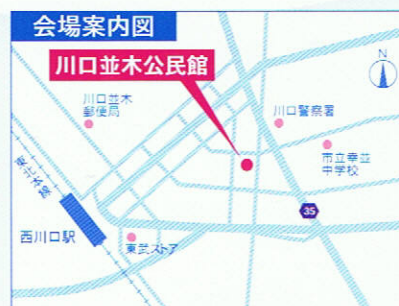 会場案内図
川口並木公民館
N
川口並木
郵便局
川口警察署
市立幸並
中学校
東北本線
35
西川口駅
東武ストア